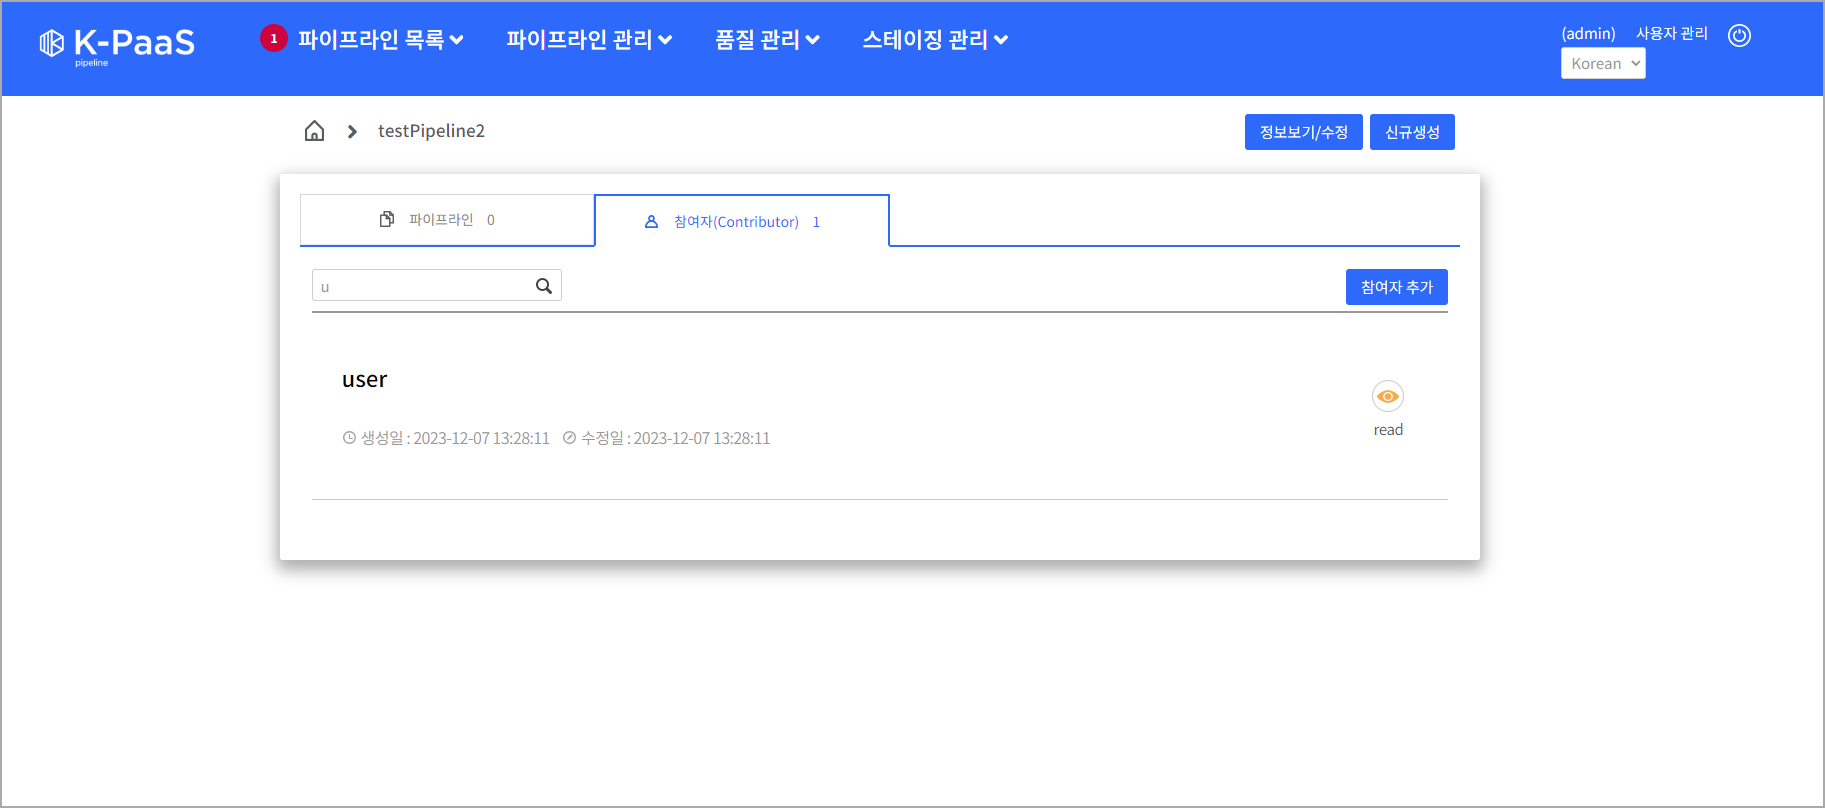 K-PaaS
pipeline
1 파이프라인 목록 파이프라인 관리 품질 관리 스테이징 관리
(admin) 사용자 관리
Korean
testPipeline2
정보보기/수정 신규생성
파이프라인 0 참여자(Contributor) 1
u
참여자 추가
user
생성일 : 2023-12-07 13:28:11 수정일 : 2023-12-07 13:28:11
read